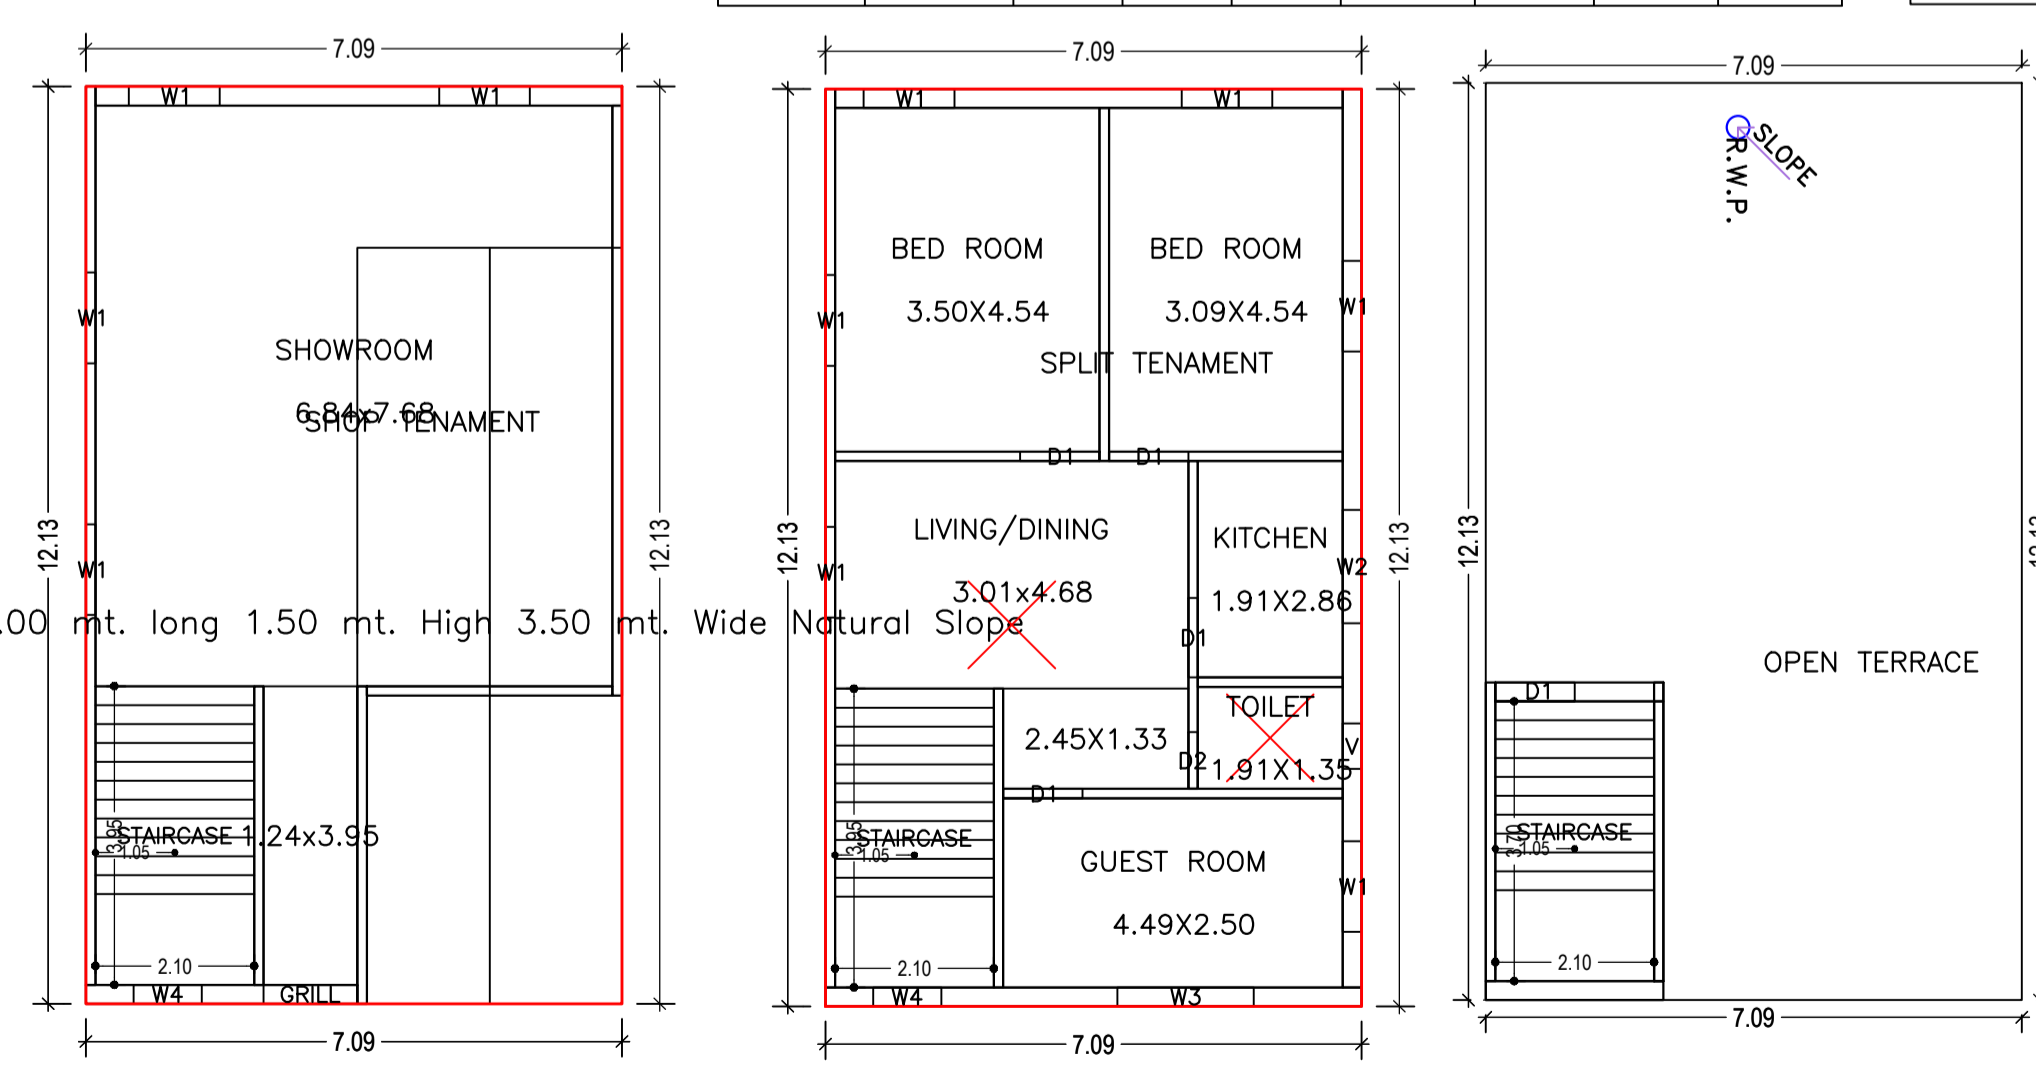 7.09
W1
W1
12.13
12.13
W1
SHOWROOM
6.84x7.68
SHOP TENAMENT
W1
.00 mt. long 1.50 mt. High 3.50 mt. Wide Natural Slope
3.95
STAIRCASE
1.24x3.95
1.05
2.10
W4
GRILL
7.09
7.09
W1
W1
12.13
12.13
BED ROOM
3.50X4.54
BED ROOM
3.09X4.54
W1
W1
SPLIT TENAMENT
D1
D1
LIVING/DINING
3.01x4.68
KITCHEN
1.91X2.86
W1
W2
D1
TOILET
1.91X1.35
2.45X1.33
D2
V
D1
3.95
STAIRCASE
1.05
GUEST ROOM
4.49X2.50
W1
2.10
W4
W3
7.09
7.09
SLOPE
R.W.P.
12.13
OPEN TERRACE
D1
3.70
STAIRCASE
1.05
2.10
7.09